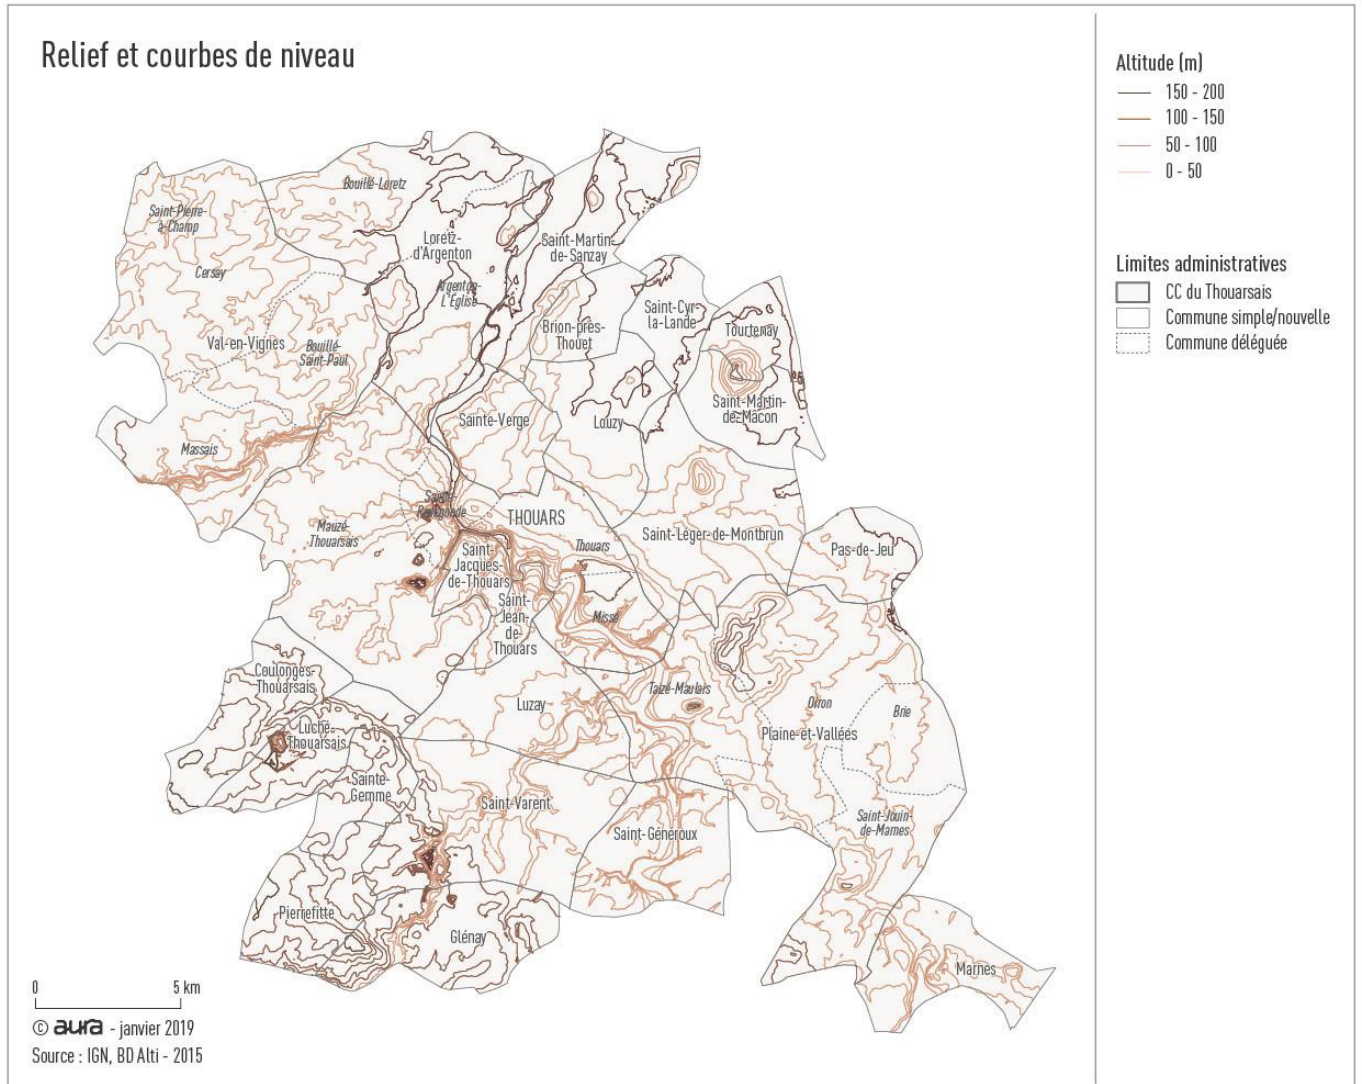 Relief et courbes de niveau
Altitude (m)
150 - 200
100 - 150
50 - 100
0 - 50
Limites administratives
CC du Thouarsais
Commune simple/nouvelle
Commune déléguée
Bouillé-Loretz
Saint-Pierre-
à-Champ
Loretz-
d'Argenton
Saint-Martin-
de-Sanzay
Cersay
Argenton-
L'Église
Saint-Cyr-
la-Lande
Brion-près-
Thouet
Tourtenay
Val-en-Vignes
Bouillé-
Saint-Paul
Saint-Martin-
de-Mâcon
Sainte-Verge
Louzy
Massais
Sainte-
Radegonde
THOUARS
Mauzé-
Thouarsais
Saint-Léger-de-Montbrun
Thouars
Pas-de-Jeu
Saint-
Jacques-
de-Thouars
Saint-
Jean-
de-
Thouars
Missé
Coulonges-
Thouarsais
Taizé-Maulais
Luzay
Oiron
Brie
Luché-
Thouarsais
Plaine-et-Vallées
Sainte-
Gemme
Saint-Varent
Saint-Généroux
Saint-Jouin-
de-Marnes
Pierrefitte
Glénay
Marnes
0 5 km
© aura - janvier 2019
Source : IGN, BD Alti - 2015